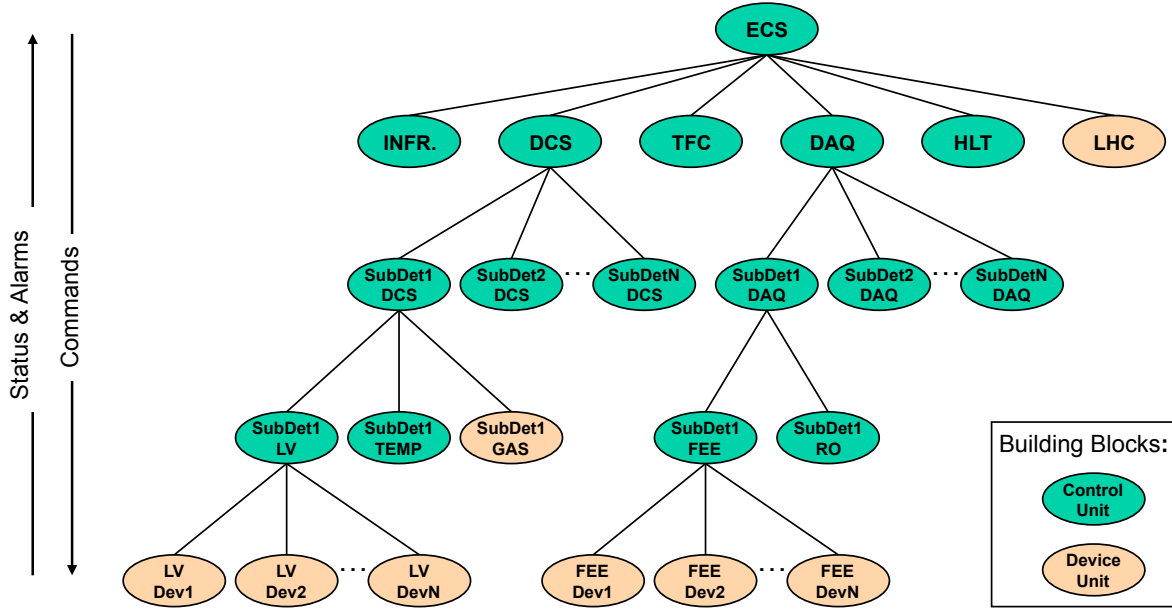 ECS
INFR.
DCS
TFC
DAQ
HLT
LHC
Status & Alarms
Commands
SubDet1
DCS
SubDet2
DCS
...
SubDetN
DCS
SubDet1
DAQ
SubDet2
DAQ
...
SubDetN
DAQ
SubDet1
LV
SubDet1
TEMP
SubDet1
GAS
SubDet1
FEE
SubDet1
RO
LV
Dev1
LV
Dev2
...
LV
DevN
FEE
Dev1
FEE
Dev2
...
FEE
DevN
Building Blocks:
Control
Unit
Device
Unit